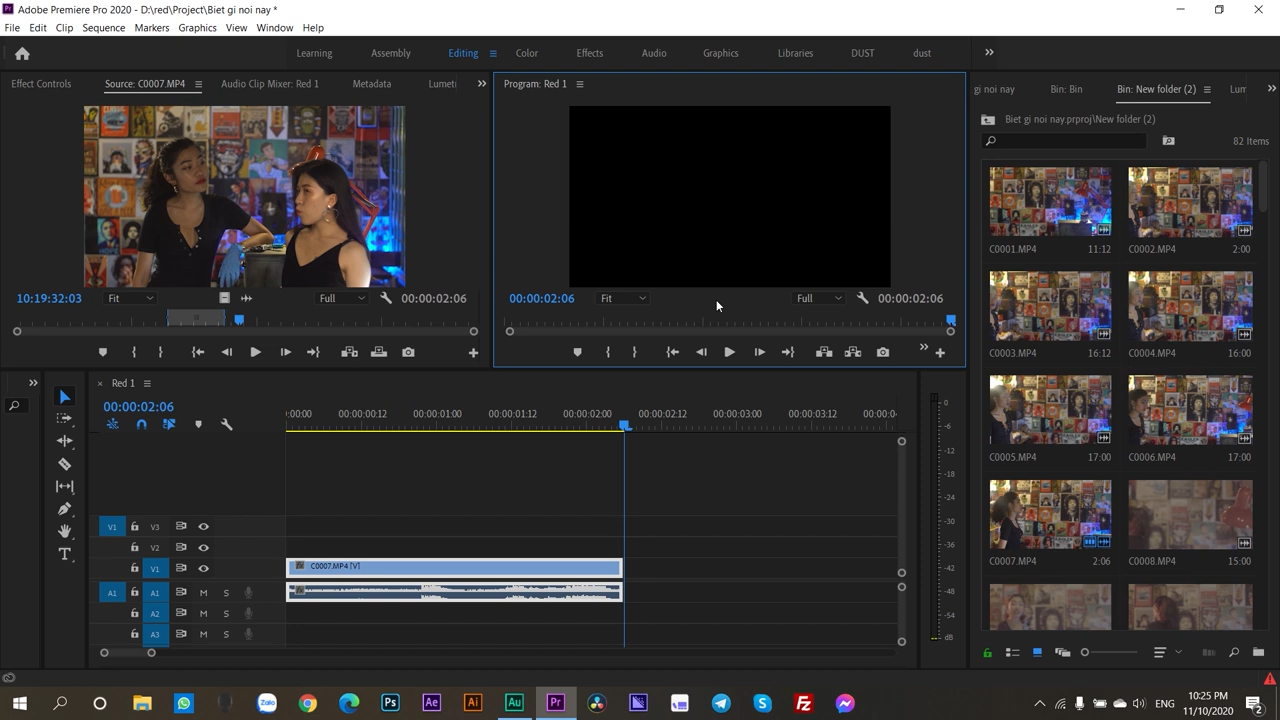 Adobe Premiere Pro 2020 - D:\red\Project\Biet gi noi nay *
File Edit Clip Sequence Markers Graphics View Window Help
Learning Assembly Editing Color Effects Audio Graphics Libraries DUST dust
Effect Controls Source: C0007.MP4 Audio Clip Mixer: Red 1 Metadata Lumet
Program: Red 1
gi noi nay Bin: Bin Bin: New folder (2) Lum
Biet gi noi nay.prproj\New folder (2)
82 Items
C0001.MP4 11:12 C0002.MP4 2:00
10:19:32:03 Fit Full 00:00:02:06
00:00:02:06 Fit Full 00:00:02:06
C0003.MP4 16:12 C0004.MP4 16:00
C0005.MP4 17:00 C0006.MP4 17:00
C0007.MP4 2:06 C0008.MP4 15:00
Red 1
00:00:02:06
:00:00 00:00:00:12 00:00:01:00 00:00:01:12 00:00:02:00 00:00:02:12 00:00:03:00 00:00:03:12 00:00:0
V1 V3
V2
V1 C0007.MP4 [V]
A1 A1 M S
A2 M S
A3 M S
0
-6
-12
-18
-24
-30
-36
-42
-48
-54
dB
Zalo Ps Ae Ai Au Pr Fz
ENG
10:25 PM
11/10/2020
2